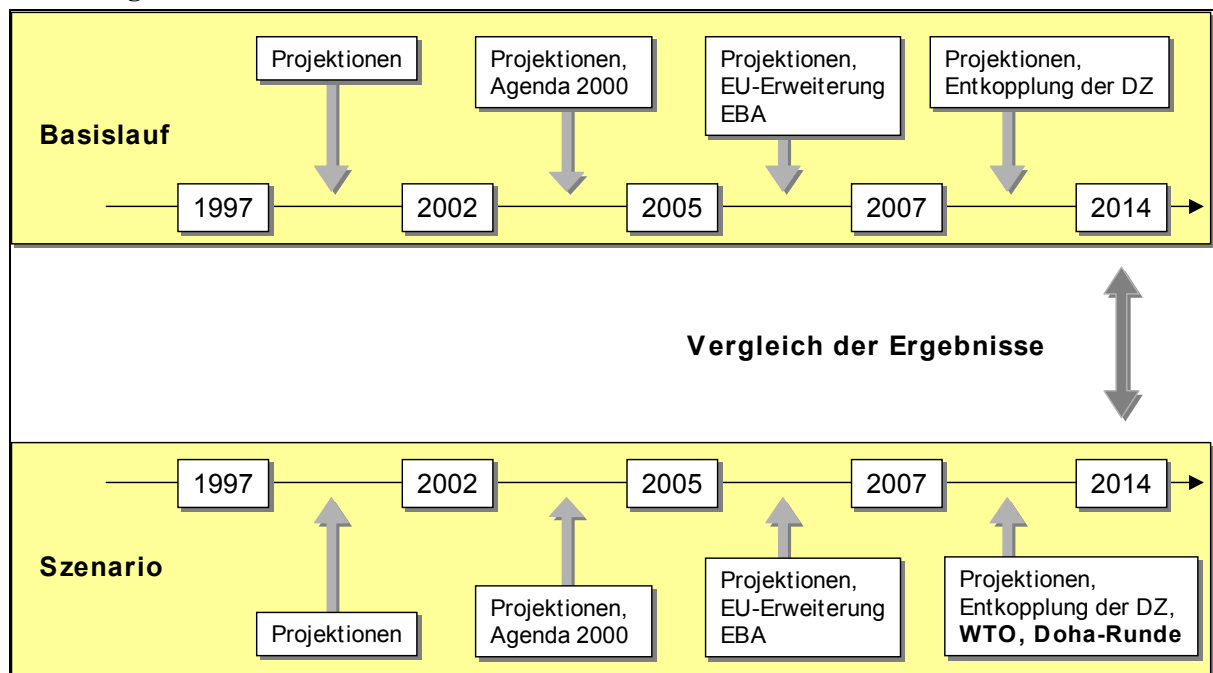 Projektionen
Projektionen,
Agenda 2000
Projektionen,
EU-Erweiterung
EBA
Projektionen,
Entkopplung der DZ
Basislauf
1997
2002
2005
2007
2014
Vergleich der Ergebnisse
1997
2002
2005
2007
2014
Szenario
Projektionen
Projektionen,
Agenda 2000
Projektionen,
EU-Erweiterung
EBA
Projektionen,
Entkopplung der DZ,
WTO, Doha-Runde